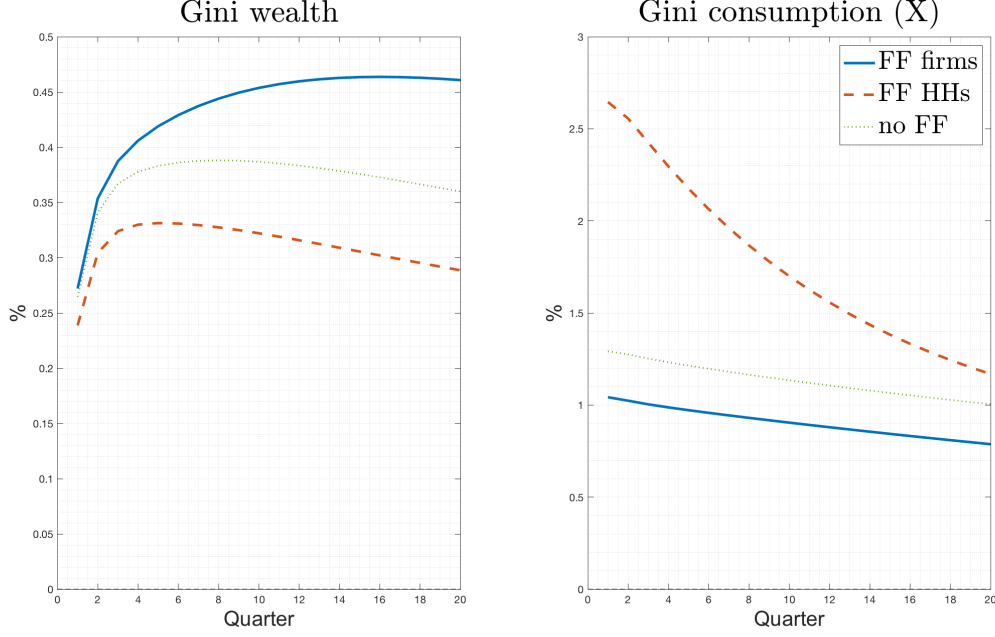 Gini wealth
0.5
0.45
0.4
0.35
0.3
0.25
0.2
0.15
0.1
0.05
0
%
0 2 4 6 8 10 12 14 16 18 20
Quarter
Gini consumption (X)
3
2.5
2
1.5
1
0.5
0
%
0 2 4 6 8 10 12 14 16 18 20
Quarter
FF firms
FF HHs
no FF